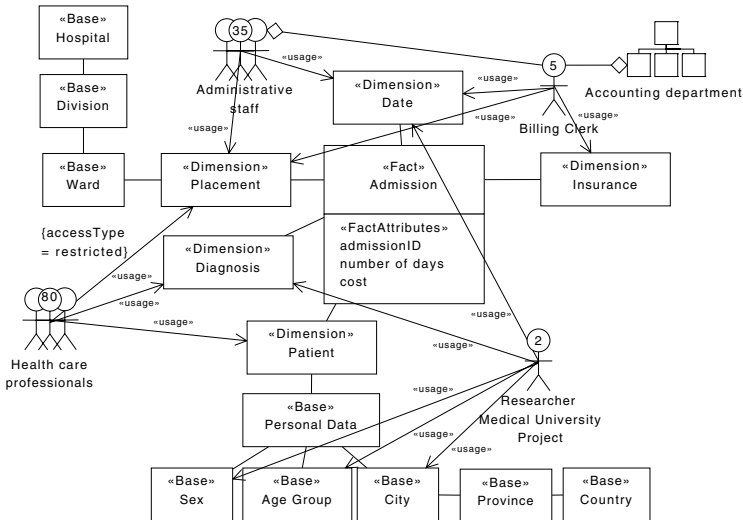 «Base»
Hospital
35
«usage»
5
«Base»
Division
Administrative
staff
«Dimension»
Date
«usage»
Accounting department
«usage»
«usage»
«usage»
Billing Clerk
«Base»
Ward
«Dimension»
Placement
«Fact»
Admission
«Dimension»
Insurance
{accessType
= restricted}
«FactAttributes»
admissionID
number of days
cost
«Dimension»
Diagnosis
«usage»
80
«usage»
«usage»
«usage»
Health care
professionals
«Dimension»
Patient
«usage»
2
Researcher
Medical University
Project
«Base»
Personal Data
«usage»
«usage»
«Base»
Sex
«Base»
Age Group
«Base»
City
«Base»
Province
«Base»
Country